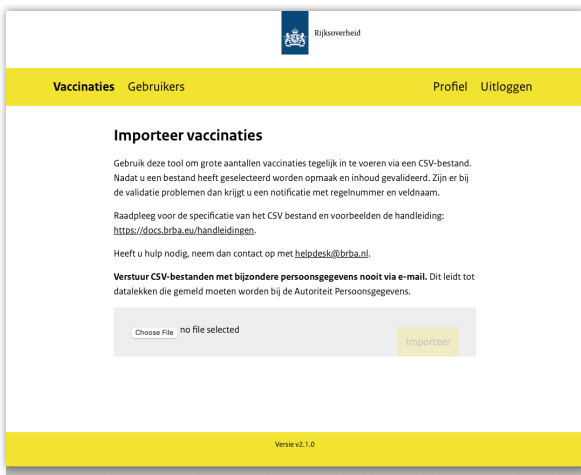 Rijksoverheid
Vaccinaties Gebruikers Profiel Uitloggen
Importeer vaccinaties
Gebruik deze tool om grote aantallen vaccinaties tegelijk in te voeren via een CSV-bestand.
Nadat u een bestand heeft geselecteerd worden opmaak en inhoud gevalideerd. Zijn er bij
de validatie problemen dan krijgt u een notificatie met regelnummer en veldnaam.
Raadpleeg voor de specificatie van het CSV bestand en voorbeelden de handleiding:
https://docs.brba.eu/handleidingen.
Heeft u hulp nodig, neem dan contact op met helpdesk@brba.nl.
Verstuur CSV-bestanden met bijzondere persoonsgegevens nooit via e-mail. Dit leidt tot
datalekken die gemeld moeten worden bij de Autoriteit Persoonsgegevens.
Choose File no file selected
Importeer
Versie v2.1.0